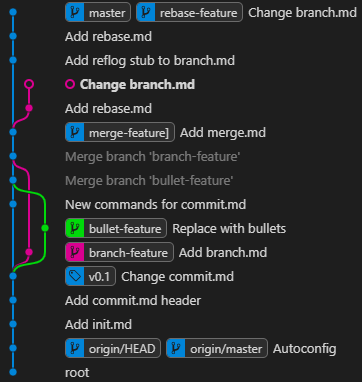 master rebase-feature Change branch.md
Add rebase.md
Add reflog stub to branch.md
Change branch.md
Add rebase.md
merge-feature] Add merge.md
Merge branch 'branch-feature'
Merge branch 'bullet-feature'
New commands for commit.md
bullet-feature Replace with bullets
branch-feature Add branch.md
v0.1 Change commit.md
Add commit.md header
Add init.md
origin/HEAD origin/master Autoconfig
root